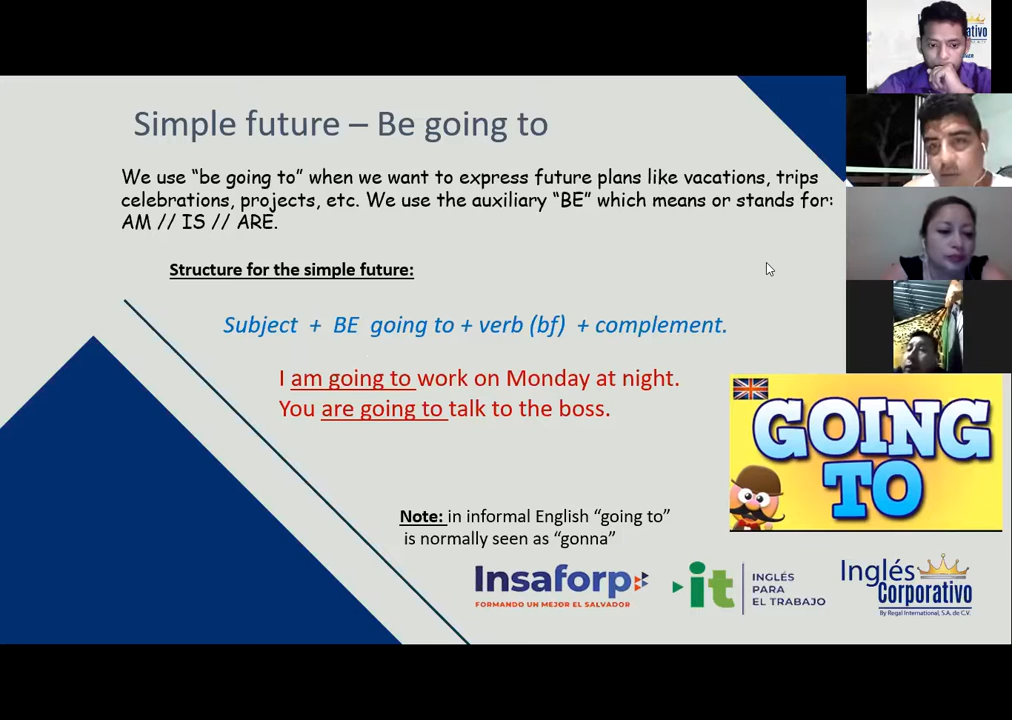 ativo
Simple future – Be going to
We use “be going to” when we want to express future plans like vacations, trips
celebrations, projects, etc. We use the auxiliary “BE” which means or stands for:
AM // IS // ARE.
Structure for the simple future:
Subject + BE going to + verb (bf) + complement.
I am going to work on Monday at night.
You are going to talk to the boss.
GOING
TO
Note: in informal English “going to”
is normally seen as “gonna”
Insaforp
FORMANDO UN MEJOR EL SALVADOR
it
INGLÉS
PARA
EL TRABAJO
Inglés
Corporativo
By Regal International, S.A. de C.V.